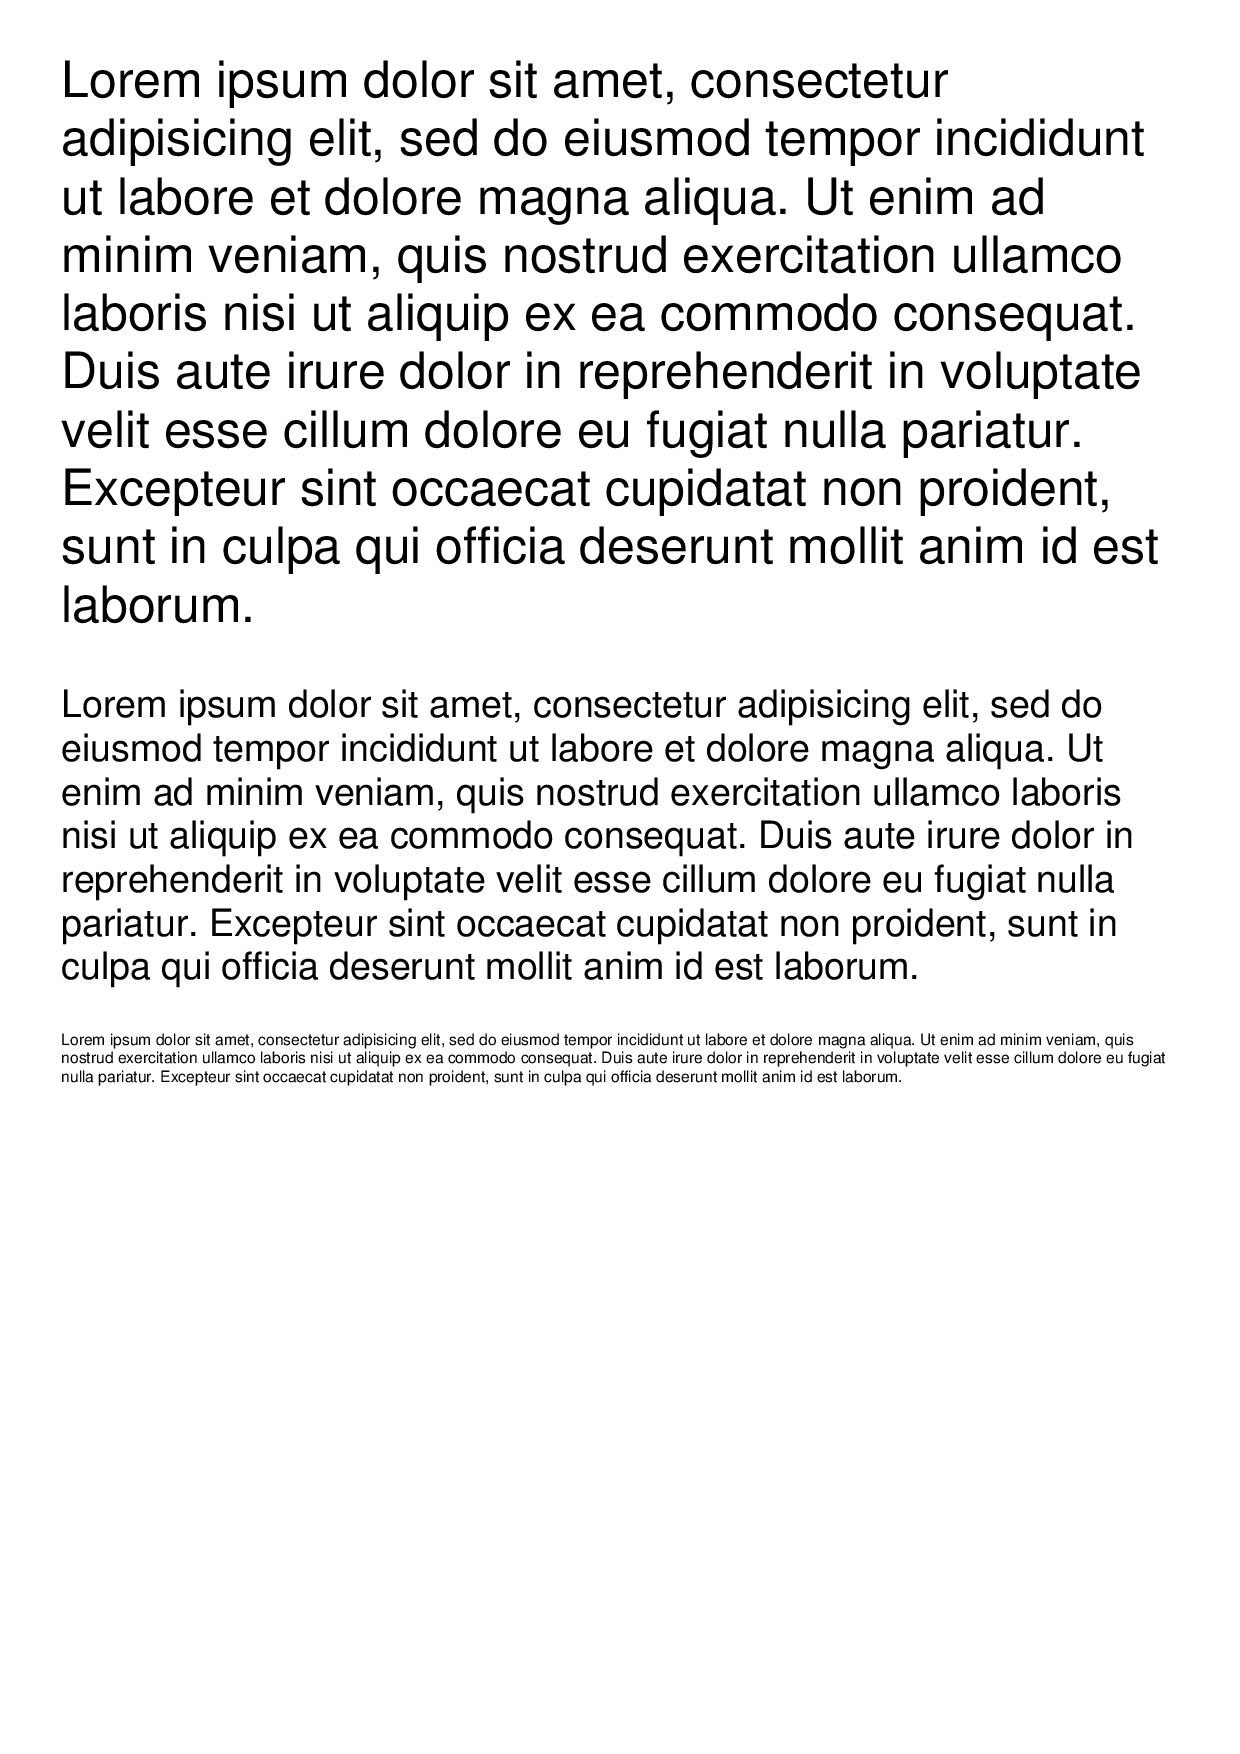 Lorem ipsum dolor sit amet, consectetur
adipisicing elit, sed do eiusmod tempor incididunt
ut labore et dolore magna aliqua. Ut enim ad
minim veniam, quis nostrud exercitation ullamco
laboris nisi ut aliquip ex ea commodo consequat.
Duis aute irure dolor in reprehenderit in voluptate
velit esse cillum dolore eu fugiat nulla pariatur.
Excepteur sint occaecat cupidatat non proident,
sunt in culpa qui officia deserunt mollit anim id est
laborum.
Lorem ipsum dolor sit amet, consectetur adipisicing elit, sed do
eiusmod tempor incididunt ut labore et dolore magna aliqua. Ut
enim ad minim veniam, quis nostrud exercitation ullamco laboris
nisi ut aliquip ex ea commodo consequat. Duis aute irure dolor in
reprehenderit in voluptate velit esse cillum dolore eu fugiat nulla
pariatur. Excepteur sint occaecat cupidatat non proident, sunt in
culpa qui officia deserunt mollit anim id est laborum.
Lorem ipsum dolor sit amet, consectetur adipisicing elit, sed do eiusmod tempor incididunt ut labore et dolore magna aliqua. Ut enim ad minim veniam, quis
nostrud exercitation ullamco laboris nisi ut aliquip ex ea commodo consequat. Duis aute irure dolor in reprehenderit in voluptate velit esse cillum dolore eu fugiat
nulla pariatur. Excepteur sint occaecat cupidatat non proident, sunt in culpa qui officia deserunt mollit anim id est laborum.